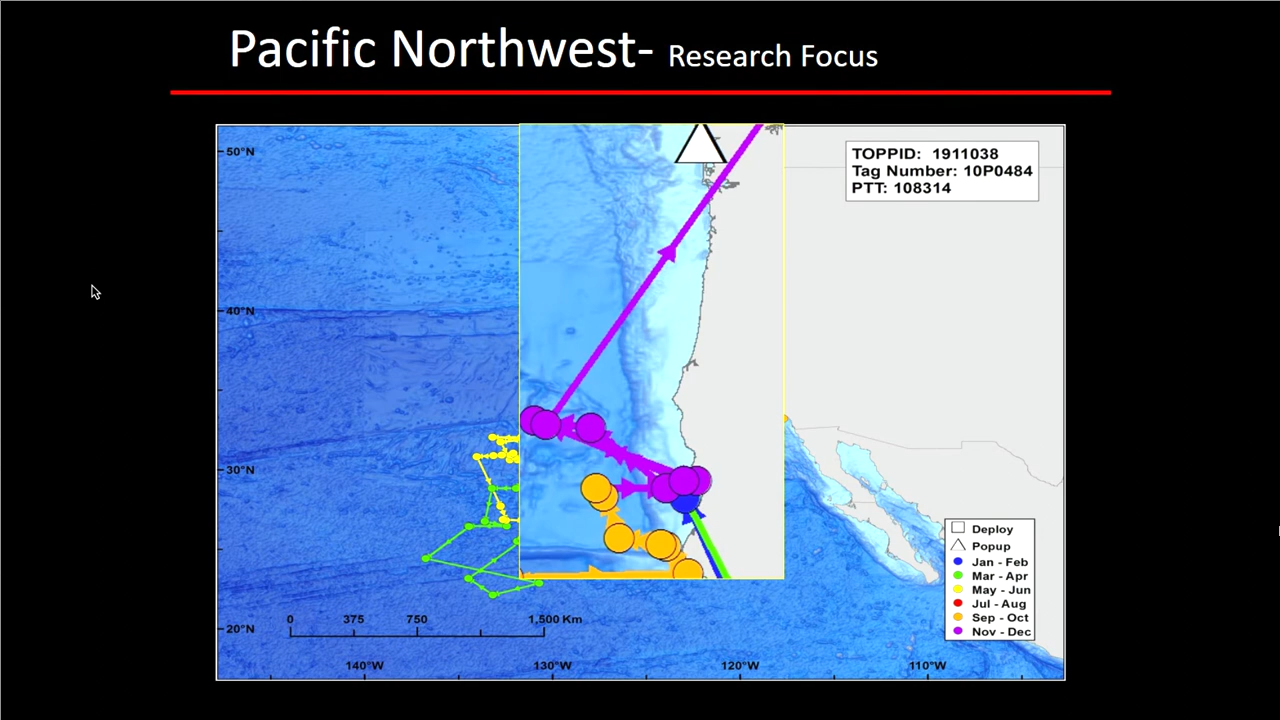 Pacific Northwest- Research Focus
TOPPID: 1911038
Tag Number: 10P0484
PTT: 108314
50°N
40°N
30°N
20°N
0 375 750 1,500 Km
140°W 130°W 120°W 110°W
Deploy
Popup
Jan - Feb
Mar - Apr
May - Jun
Jul - Aug
Sep - Oct
Nov - Dec